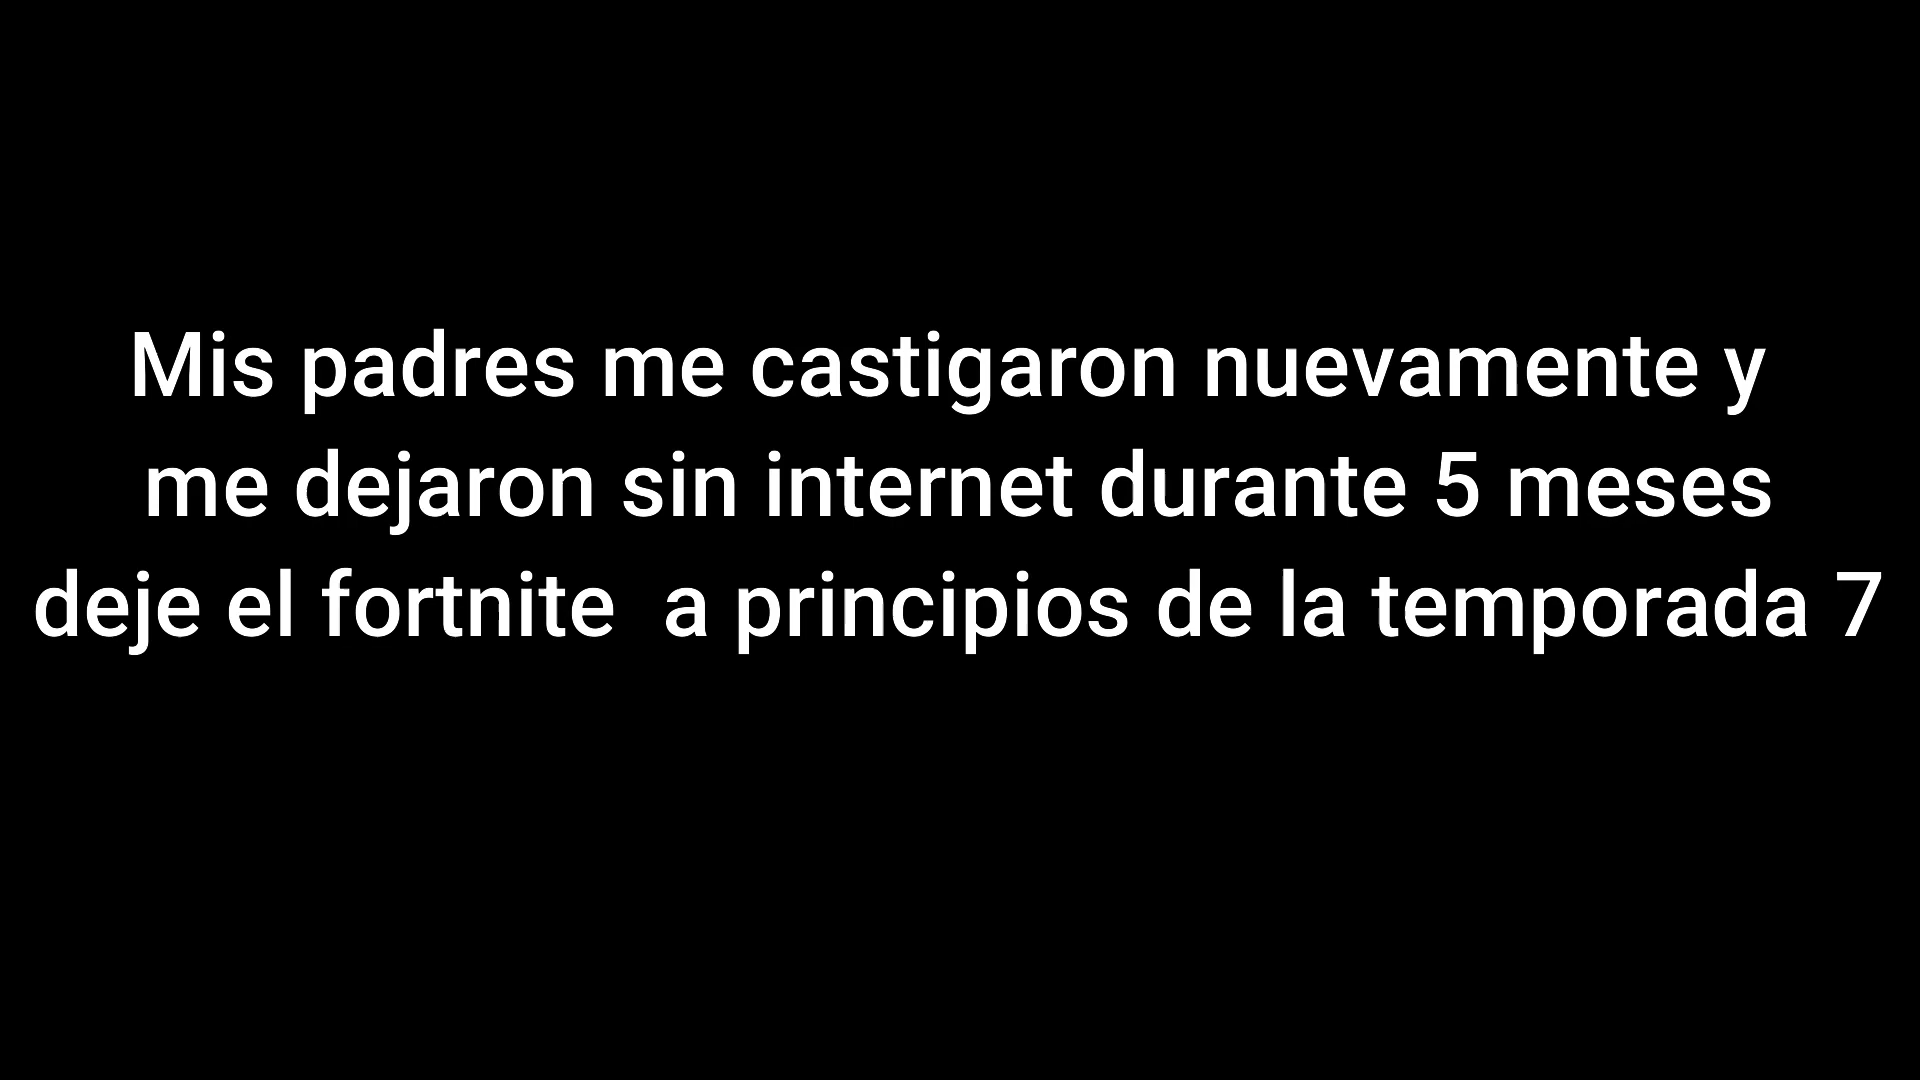 Mis padres me castigaron nuevamente y
me dejaron sin internet durante 5 meses
deje el fortnite  a principios de la temporada 7